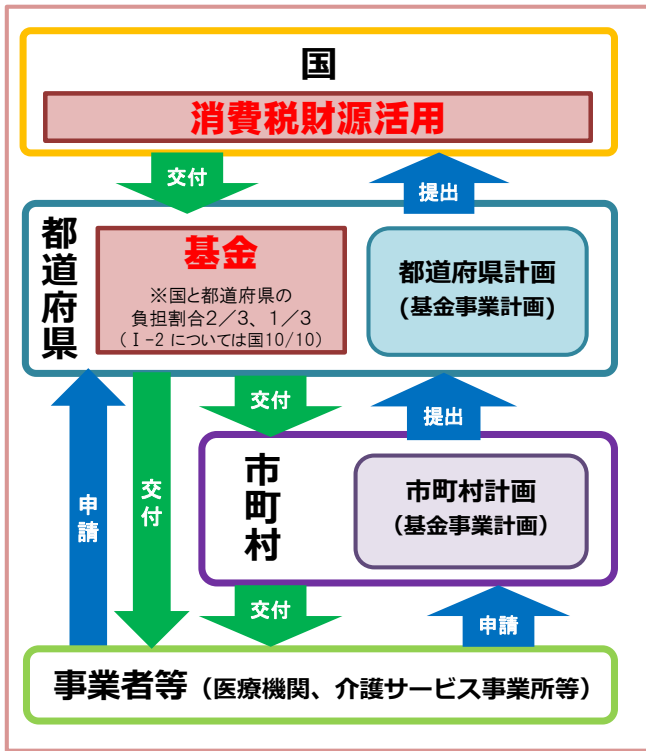 国
消費税財源活用
交付
提出
都道府県
基金
※国と都道府県の
負担割合2／3、1／3
（Ⅰ-2 については国10/10）
都道府県計画
(基金事業計画)
交付
提出
申請
交付
市町村
市町村計画
（基金事業計画）
交付
申請
事業者等（医療機関、介護サービス事業所等）